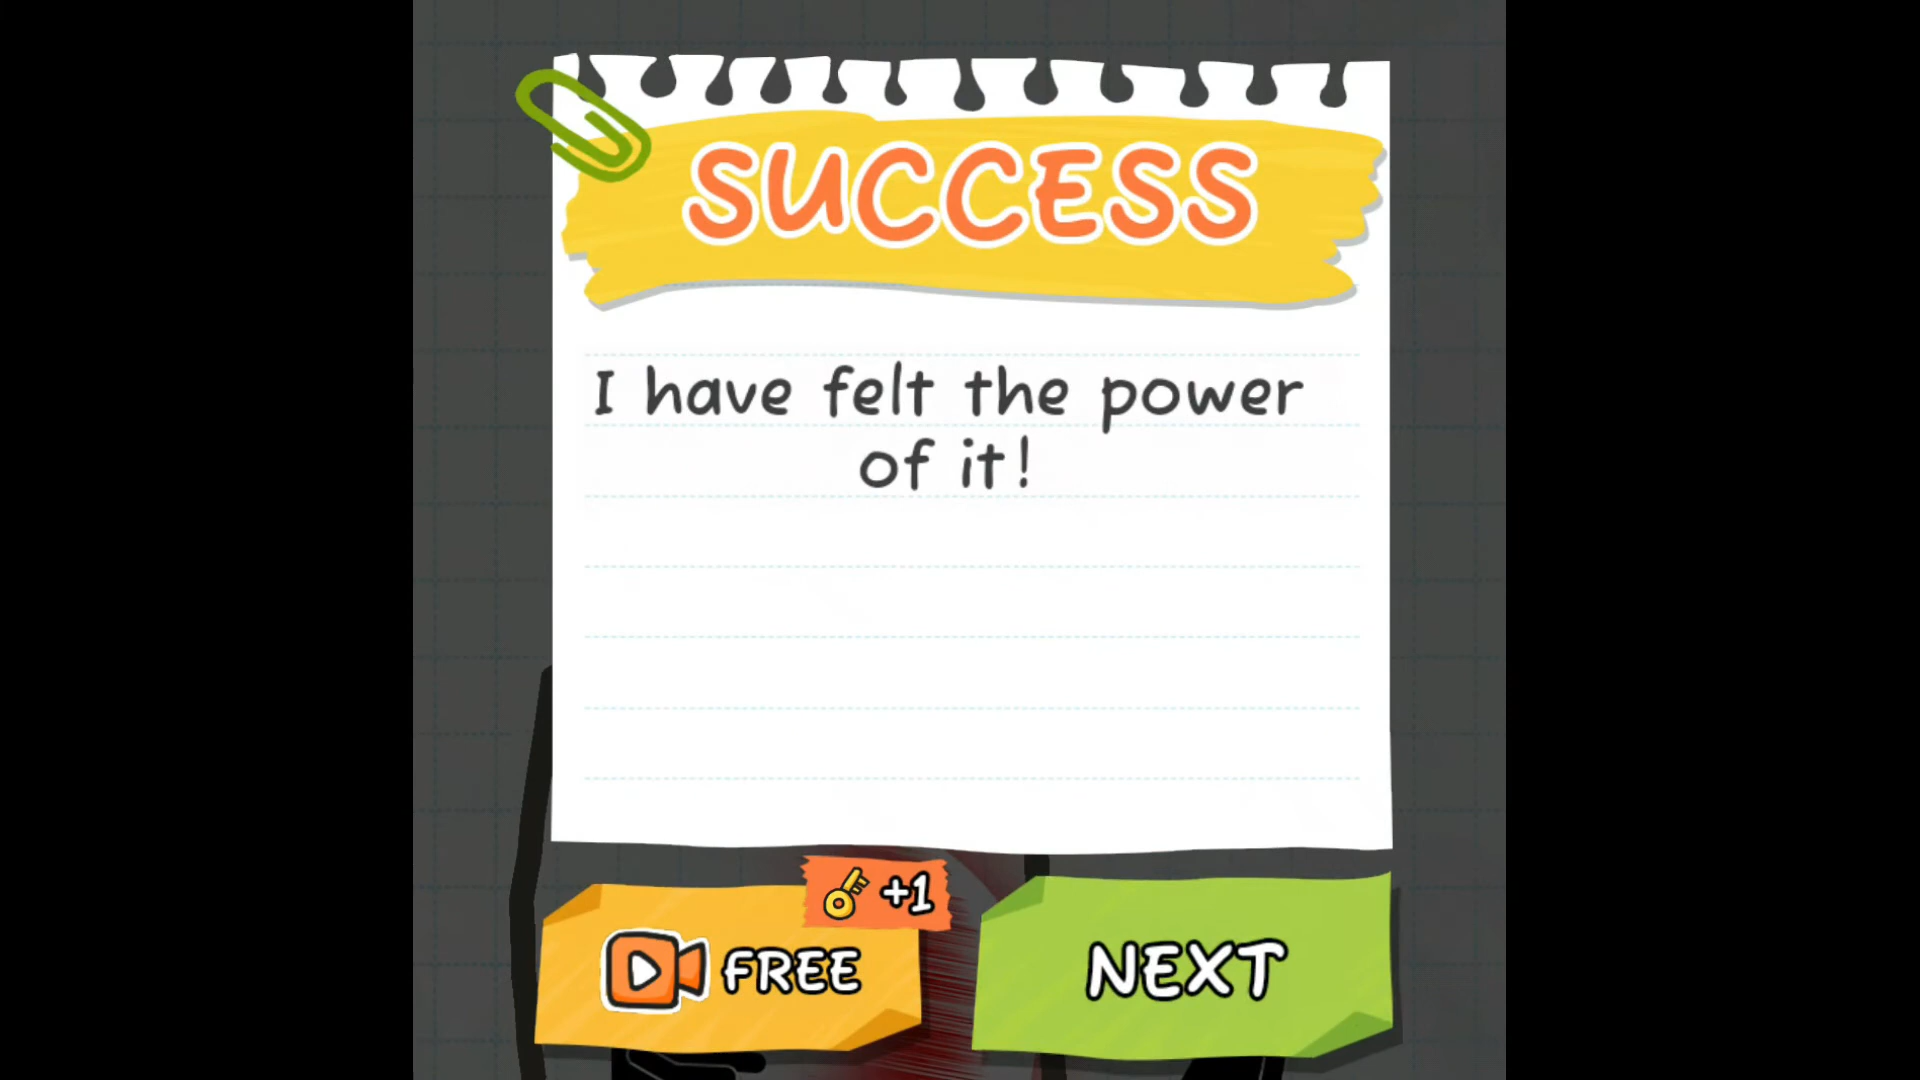 SUCCESS
I have felt the power
of it!
+1
FREE
NEXT